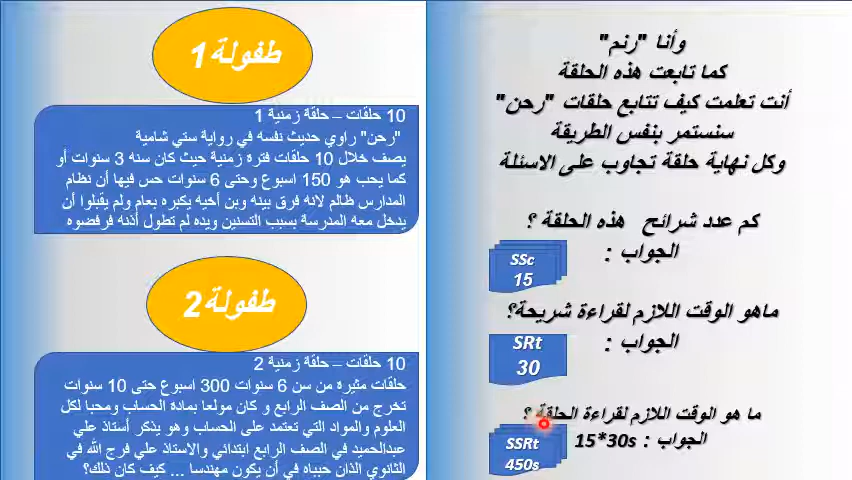 وأنا "رنم"
كما تابعت هذه الحلقة
أنت تعلمت كيف تتابع حلقات "رحن"
سنستمر بنفس الطريقة
وكل نهاية حلقة تجاوب على الاسئلة
كم عدد شرائح هذه الحلقة ؟
الجواب :
SSc
15
ماهو الوقت اللازم لقراءة شريحة؟
الجواب :
SRt
30
ما هو الوقت اللازم لقراءة الحلقة ؟
الجواب : 15*30s
SSRt
450s
طفولة 1
10 حلقات – حلقة زمنية 1
"رحن" راوي حديث نفسه في رواية ستي شامية
يصف خلال 10 حلقات فترة زمنية حيث كان سنه 3 سنوات أو
كما يحب هو 150 اسبوع وحتى 6 سنوات حس فيها أن نظام
المدارس ظالم لانه فرق بينه وبن أخيه يكبره بعام ولم يقبلوا أن
يدخل معه المدرسة بسبب التسنين ويده لم تطول أذنه فرفضوه
طفولة 2
10 حلقات – حلقة زمنية 2
حلقات مثيرة من سن 6 سنوات 300 اسبوع حتى 10 سنوات
تخرج من الصف الرابع و كان مولعا بمادة الحساب ومحبا لكل
العلوم والمواد التي تعتمد على الحساب وهو يذكر أستاذ علي
عبدالحميد في الصف الرابع ابتدائي والاستاذ علي فرج الله في
الثانوي الذان حبياه في أن يكون مهندسا ... كيف كان ذلك؟